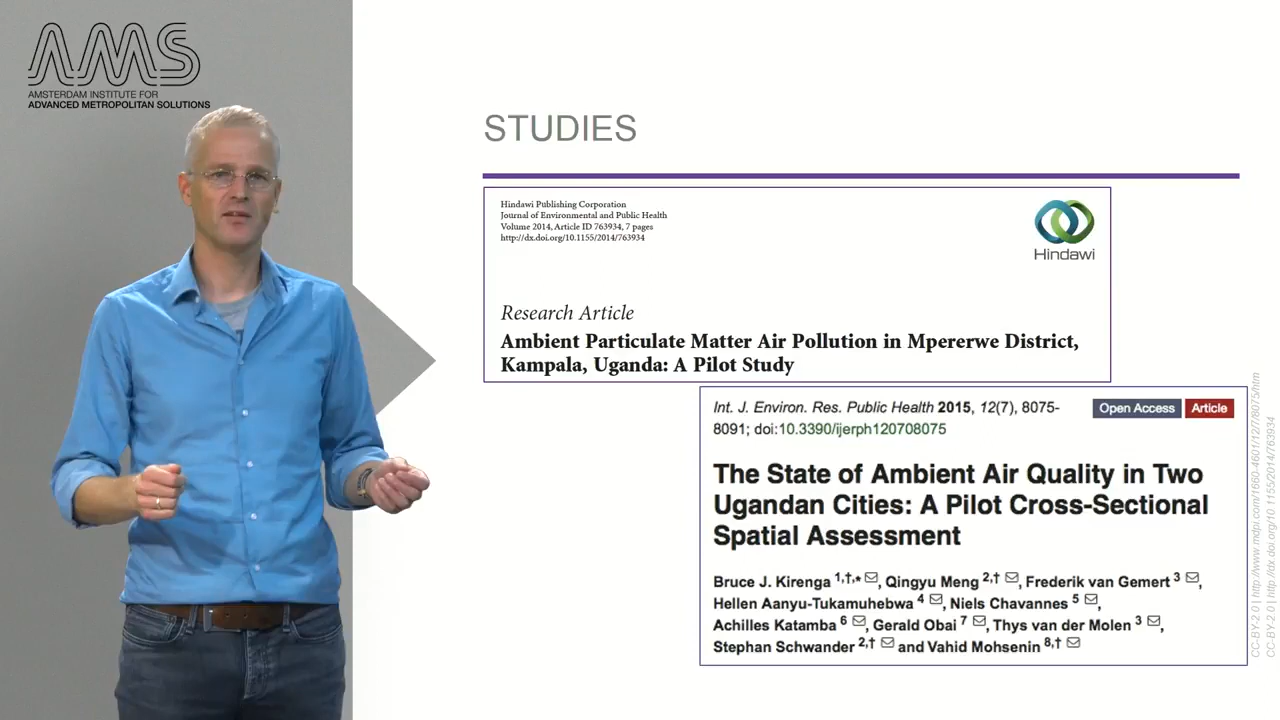 AMS
AMSTERDAM INSTITUTE FOR
ADVANCED METROPOLITAN SOLUTIONS
STUDIES
Hindawi Publishing Corporation
Journal of Environmental and Public Health
Volume 2014, Article ID 763934, 7 pages
http://dx.doi.org/10.1155/2014/763934
Hindawi
Research Article
Ambient Particulate Matter Air Pollution in Mpererwe District,
Kampala, Uganda: A Pilot Study
Int. J. Environ. Res. Public Health 2015, 12(7), 8075-
8091; doi:10.3390/ijerph120708075
Open Access Article
The State of Ambient Air Quality in Two
Ugandan Cities: A Pilot Cross-Sectional
Spatial Assessment
Bruce J. Kirenga 1,†,* , Qingyu Meng 2,† , Frederik van Gemert 3 ,
Hellen Aanyu-Tukamuhebwa 4 , Niels Chavannes 5 ,
Achilles Katamba 6 , Gerald Obai 7 , Thys van der Molen 3 ,
Stephan Schwander 2,† and Vahid Mohsenin 8,†
CC-BY-2.0 | http://www.mdpi.com/1660-4601/12/7/8075/htm
CC-BY-2.0 | http://dx.doi.org/10.1155/2014/763934